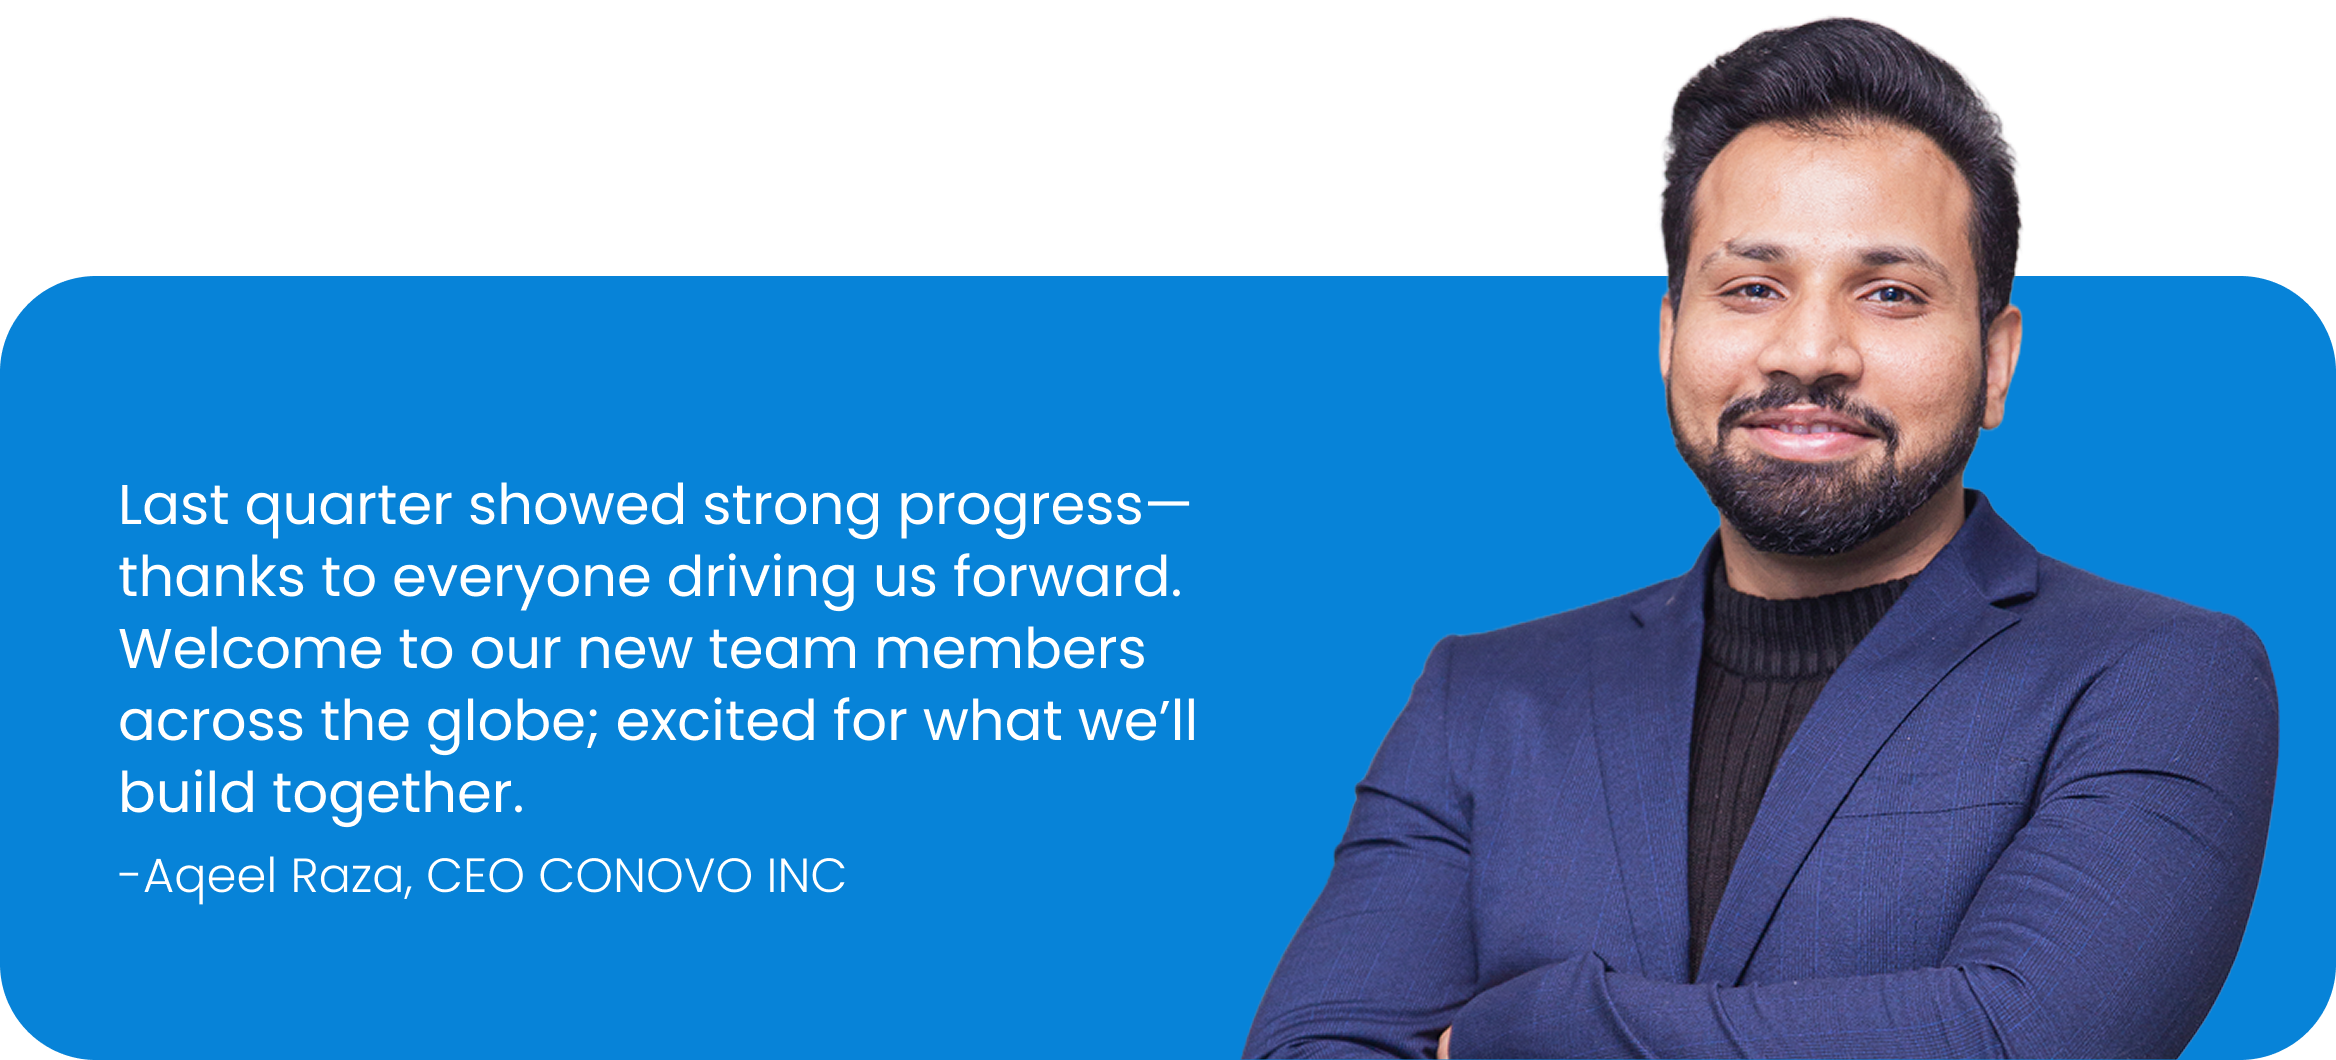 Last quarter showed strong progress—
thanks to everyone driving us forward.
Welcome to our new team members
across the globe; excited for what we’ll
build together.
-Aqeel Raza, CEO CONOVO INC